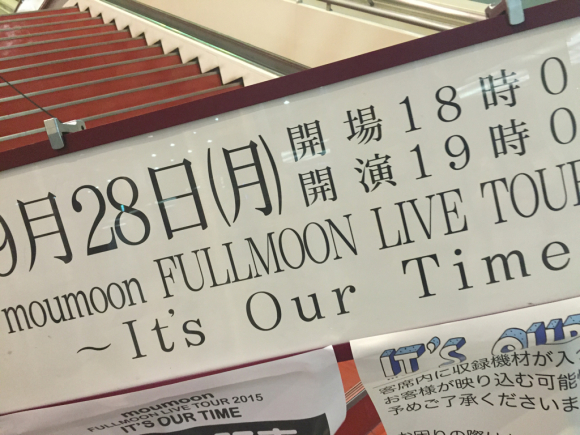 9月28日(月)
開場18時0
開演19時0
moumoon FULLMOON LIVE TOUR
～It's Our Time
moumoon
FULLMOON LIVE TOUR 2015
IT'S OUR TIME
IT'S OUR
客席内に収録機材が入
お客様が映り込む可能
予めご了承くださいま